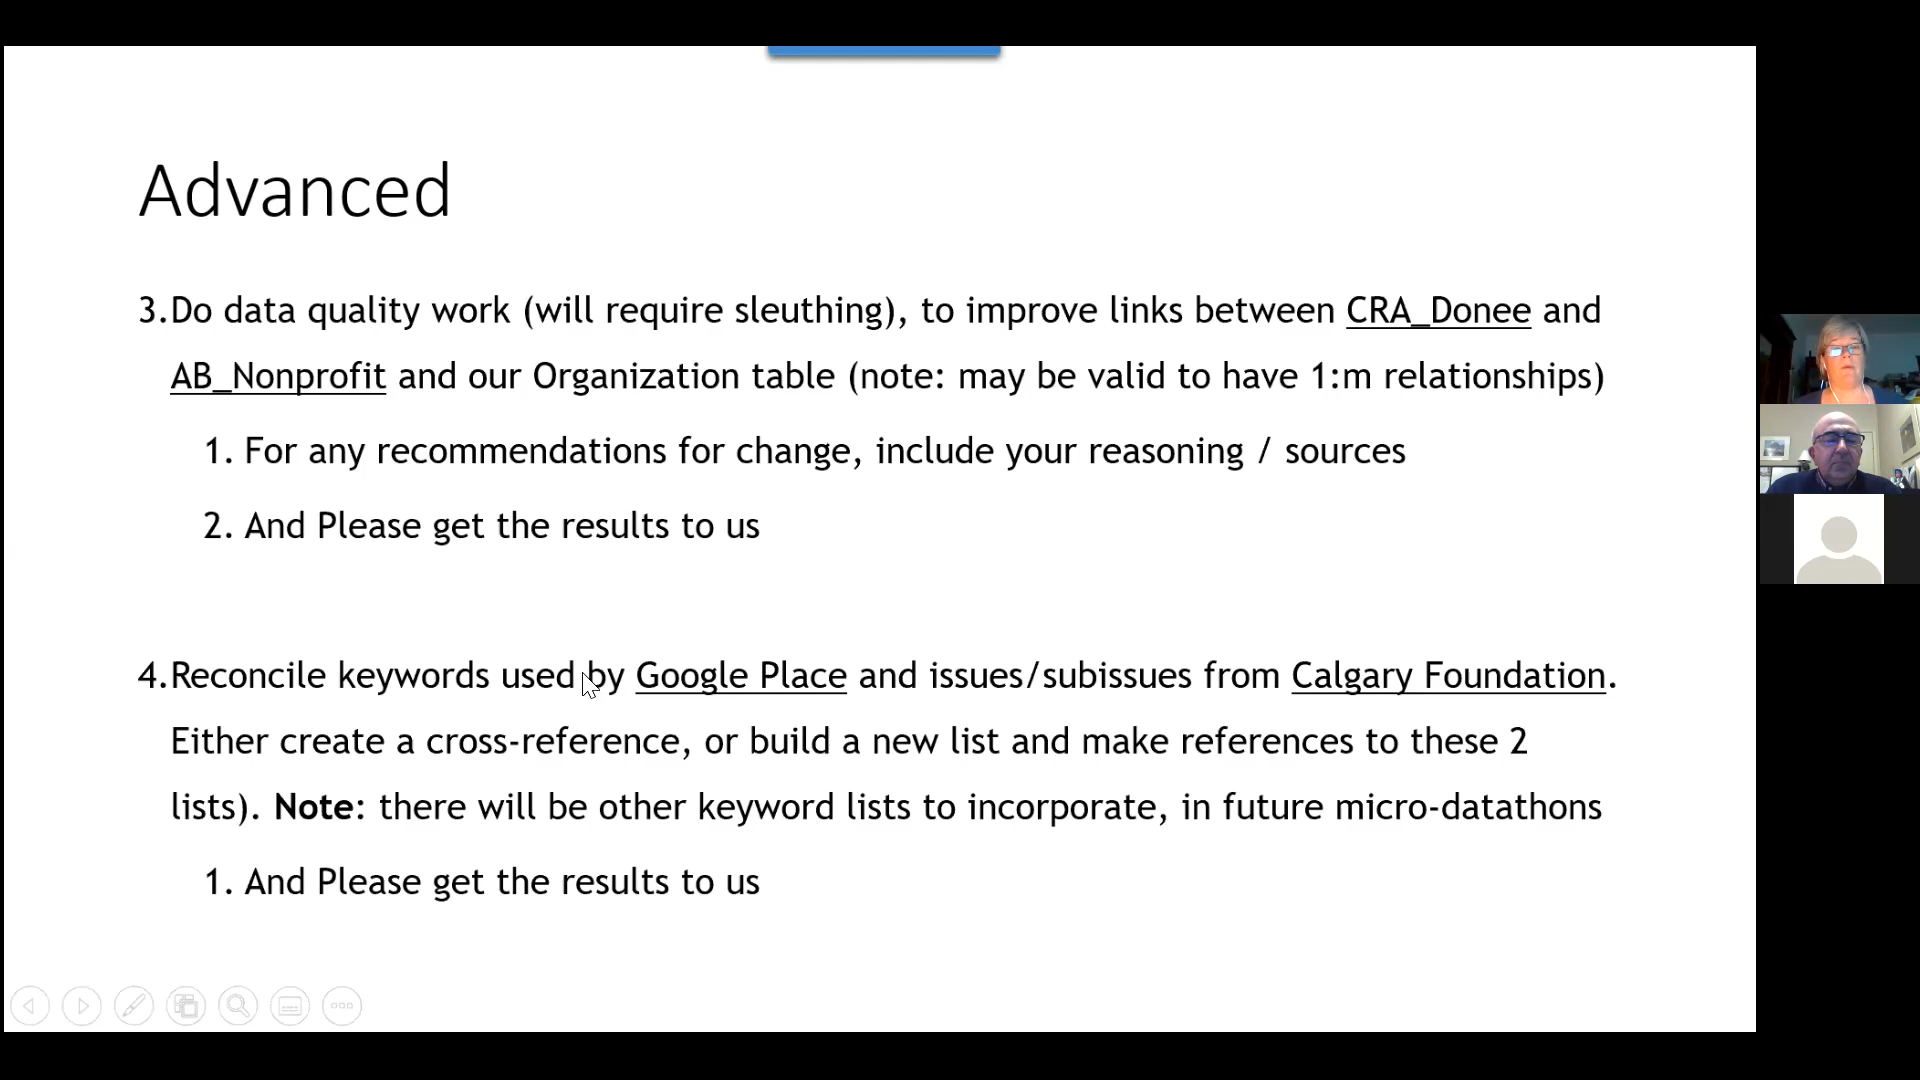 Advanced
3.Do data quality work (will require sleuthing), to improve links between CRA_Donee and
AB_Nonprofit and our Organization table (note: may be valid to have 1:m relationships)
1. For any recommendations for change, include your reasoning / sources
2. And Please get the results to us
4.Reconcile keywords used by Google Place and issues/subissues from Calgary Foundation.
Either create a cross-reference, or build a new list and make references to these 2
lists). Note: there will be other keyword lists to incorporate, in future micro-datathons
1. And Please get the results to us